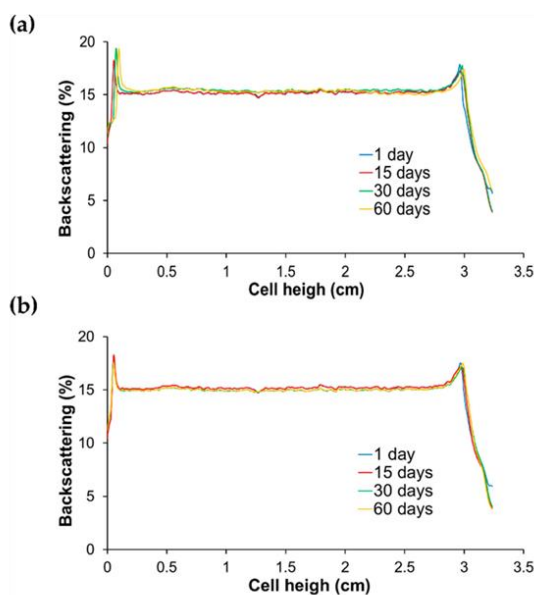 (a)
Backscattering (%)
20
15
10
5
0
1 day
15 days
30 days
60 days
0
0.5
1
1.5
2
2.5
3
3.5
Cell heigh (cm)
(b)
Backscattering (%)
20
15
10
5
0
1 day
15 days
30 days
60 days
0
0.5
1
1.5
2
2.5
3
3.5
Cell heigh (cm)